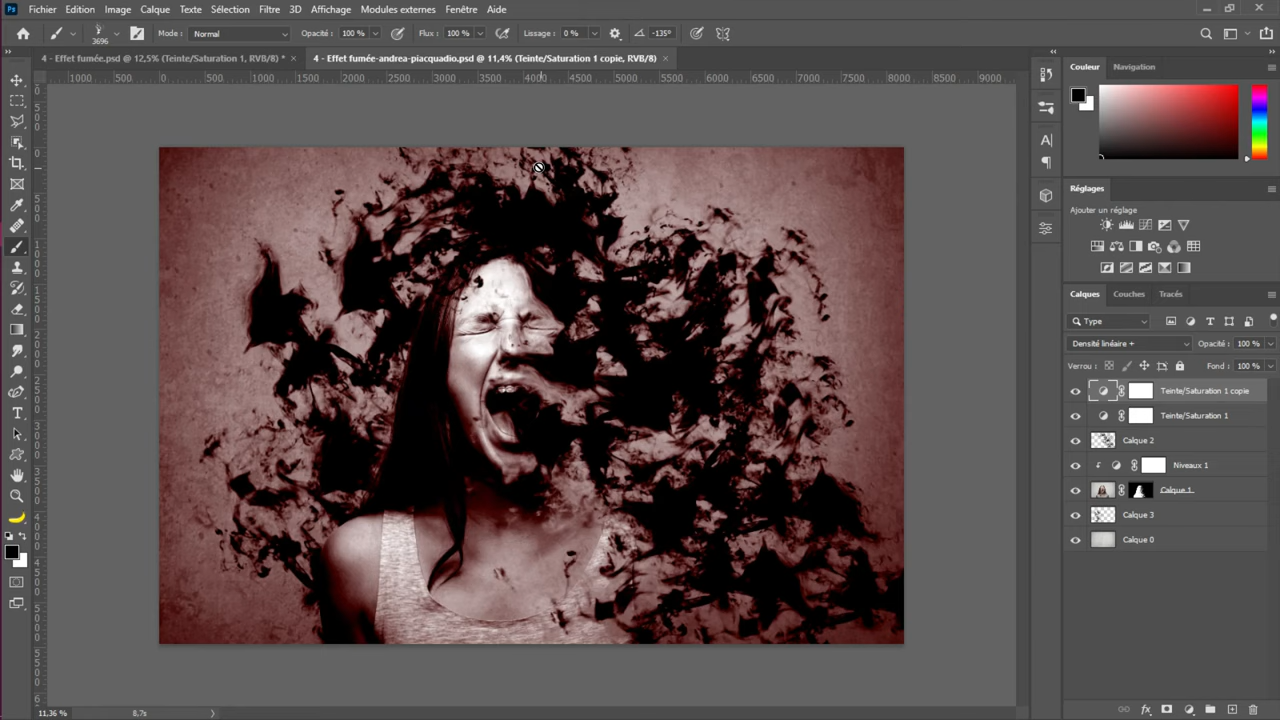 Ps Fichier Edition Image Calque Texte Sélection Filtre 3D Affichage Modules externes Fenêtre Aide
3696 Mode : Normal Opacité : 100 % Flux : 100 % Lissage : 0 % -135°
4 - Effet fumée.psd @ 12,5% (Teinte/Saturation 1, RVB/8) * × 4 - Effet fumée-andrea-piacquadio.psd @ 11,4% (Teinte/Saturation 1 copie, RVB/8) ×
1000 500 0 500 1000 1500 2000 2500 3000 3500 4000 4500 5000 5500 6000 6500 7000 7500 8000 8500 9000
Couleur Navigation
Réglages
Ajouter un réglage
Calques Couches Tracés
Type
Densité linéaire + Opacité : 100 %
Verrou : Fond : 100 %
Teinte/Saturation 1 copie
Teinte/Saturation 1
Calque 2
Niveaux 1
Calque 1
Calque 3
Calque 0
11,36 % 8,7s